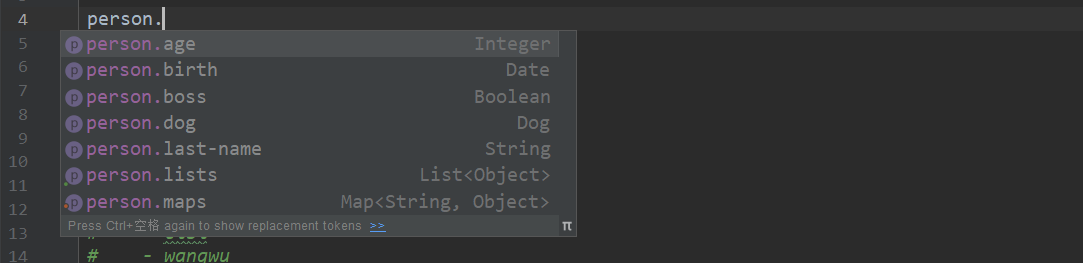 4 person.
5 person.age Integer
6 person.birth Date
7 person.boss Boolean
8 person.dog Dog
9 person.last-name String
10 person.lists List<Object>
11 person.maps Map<String, Object>
12 Press Ctrl+空格 again to show replacement tokens >> π
13 #
14 # - wangwu